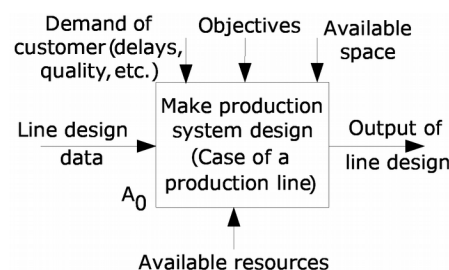 Demand of
customer (delays,
quality, etc.)
Objectives
Available
space
Line design
data
Make production
system design
(Case of a
production line)
A0
Output of
line design
Available resources